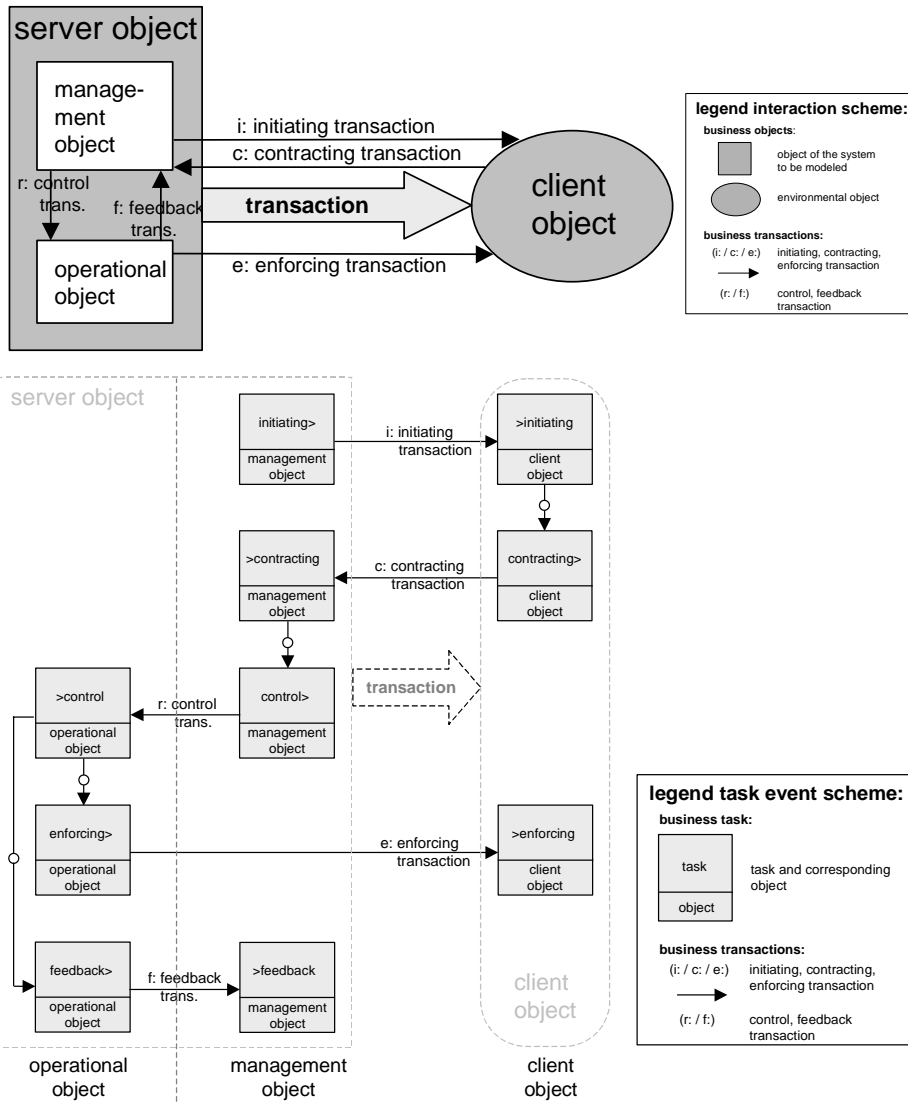 server object
manage-
ment
object
i: initiating transaction
c: contracting transaction
r: control
trans.
f: feedback
trans.
transaction
client
object
operational
object
e: enforcing transaction
legend interaction scheme:
business objects:
object of the system
to be modeled
environmental object
business transactions:
(i: / c: / e:)
initiating, contracting,
enforcing transaction
(r: / f:)
control, feedback
transaction
server object
initiating>
management
object
i: initiating
transaction
>initiating
client
object
>contracting
management
object
c: contracting
transaction
contracting>
client
object
>control
operational
object
r: control
trans.
control>
management
object
transaction
enforcing>
operational
object
e: enforcing
transaction
>enforcing
client
object
feedback>
operational
object
f: feedback
trans.
>feedback
management
object
client
object
operational
object
management
object
client
object
legend task event scheme:
business task:
task
object
task and corresponding
object
business transactions:
(i: / c: / e:)
initiating, contracting,
enforcing transaction
(r: / f:)
control, feedback
transaction